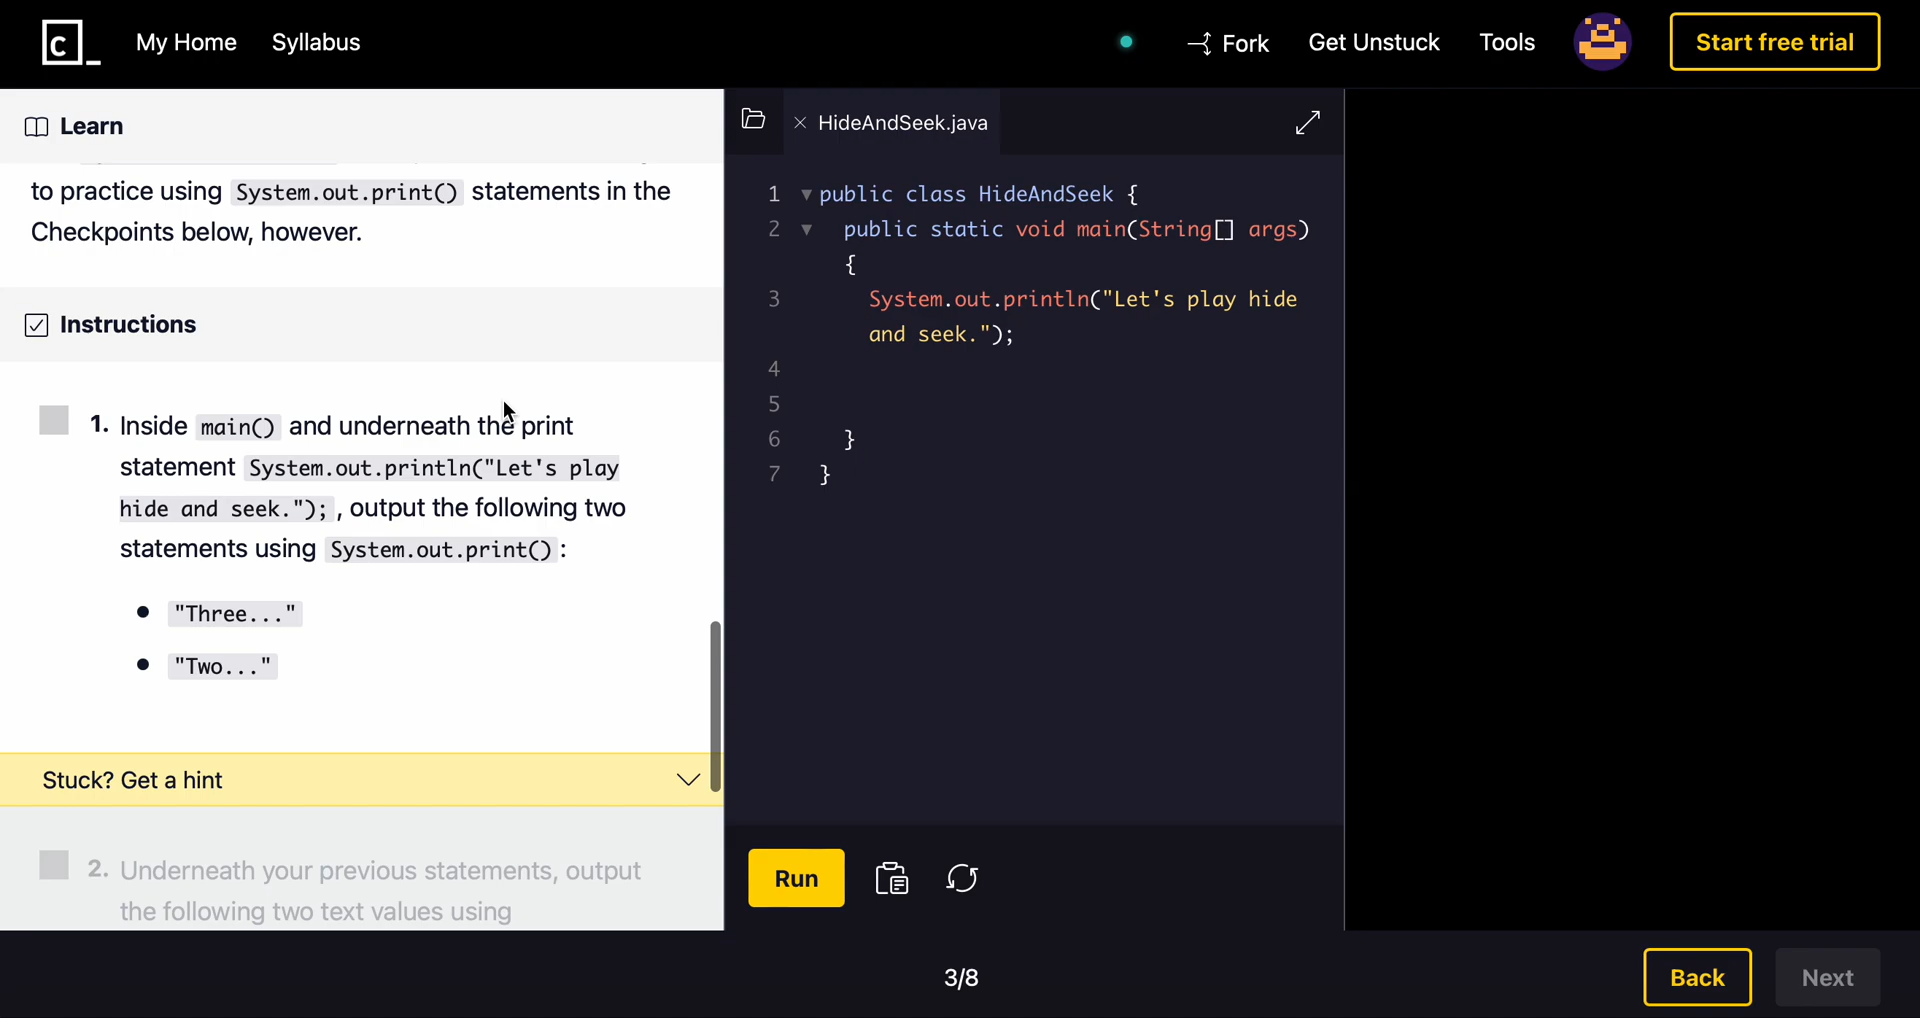 c_
My Home
Syllabus
Fork
Get Unstuck
Tools
Start free trial
Learn
to practice using System.out.print() statements in the
Checkpoints below, however.
Instructions
1. Inside main() and underneath the print
statement System.out.println("Let's play
hide and seek.");, output the following two
statements using System.out.print():
"Three..."
"Two..."
Stuck? Get a hint
2. Underneath your previous statements, output
the following two text values using
HideAndSeek.java
1 public class HideAndSeek {
2 public static void main(String[] args)
{
3 System.out.println("Let's play hide
and seek.");
4
5
6 }
7 }
Run
3/8
Back
Next